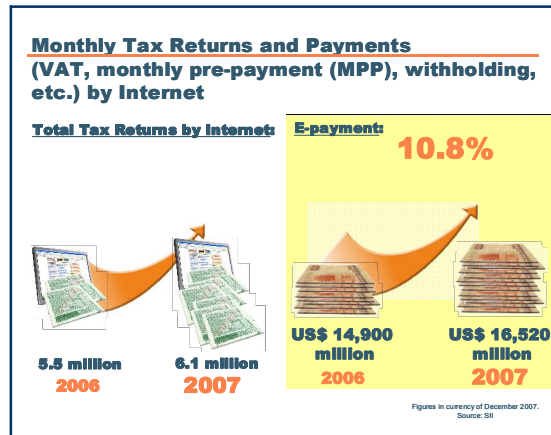 Monthly Tax Returns and Payments
(VAT, monthly pre-payment (MPP), withholding,
etc.) by Internet
Total Tax Returns by Internet:
E-payment:
10.8%
5.5 million
2006
6.1 million
2007
US$ 14,900
million
2006
US$ 16,520
million
2007
Figures in currency of December 2007.
Source: SII